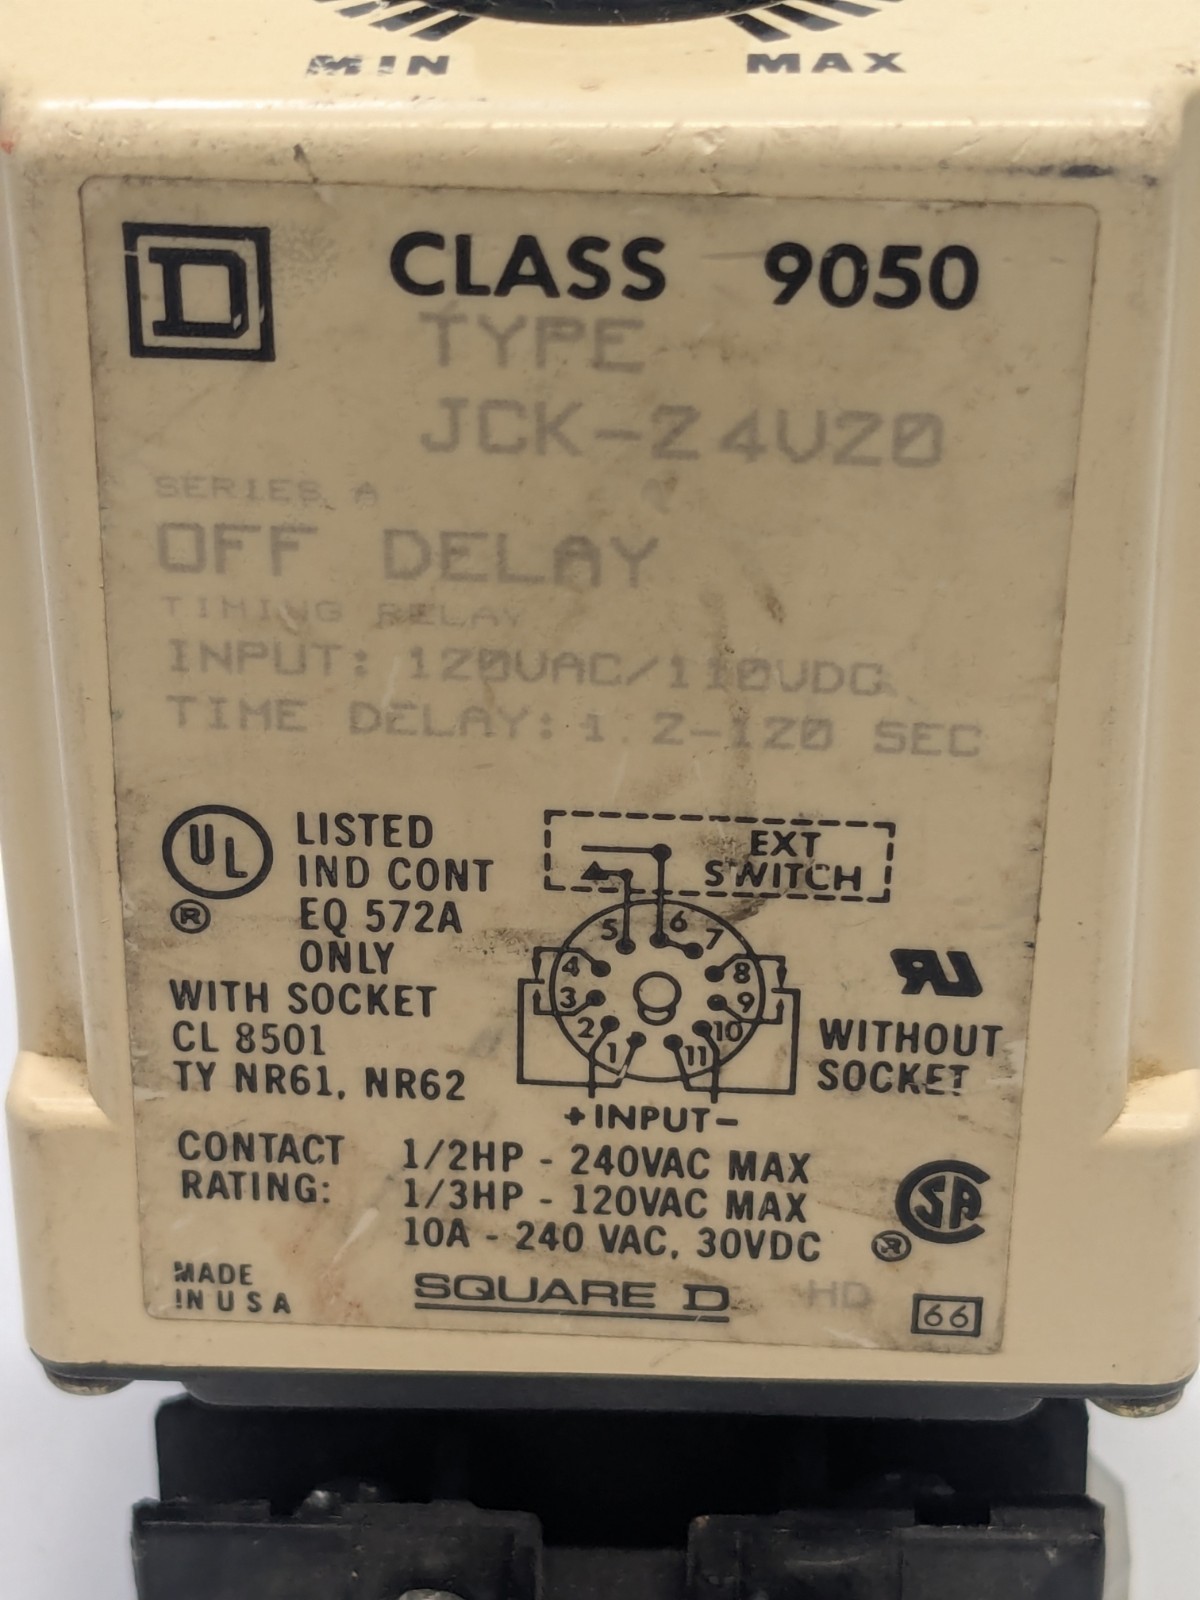 MIN MAX
D CLASS 9050
TYPE
JCK-24V20
SERIES A
OFF DELAY
TIMING RELAY
INPUT: 120VAC/110VDC
TIME DELAY: 1.2-120 SEC
UL LISTED
IND CONT
® EQ 572A
ONLY
WITH SOCKET
CL 8501
TY NR61, NR62
EXT
SWITCH
5 6 7
4 8
3 9
2 10
1 11
+INPUT-
RU
WITHOUT
SOCKET
CONTACT RATING:
1/2HP - 240VAC MAX
1/3HP - 120VAC MAX
10A - 240 VAC, 30VDC
SA ®
MADE
IN U S A
SQUARE D HD 66